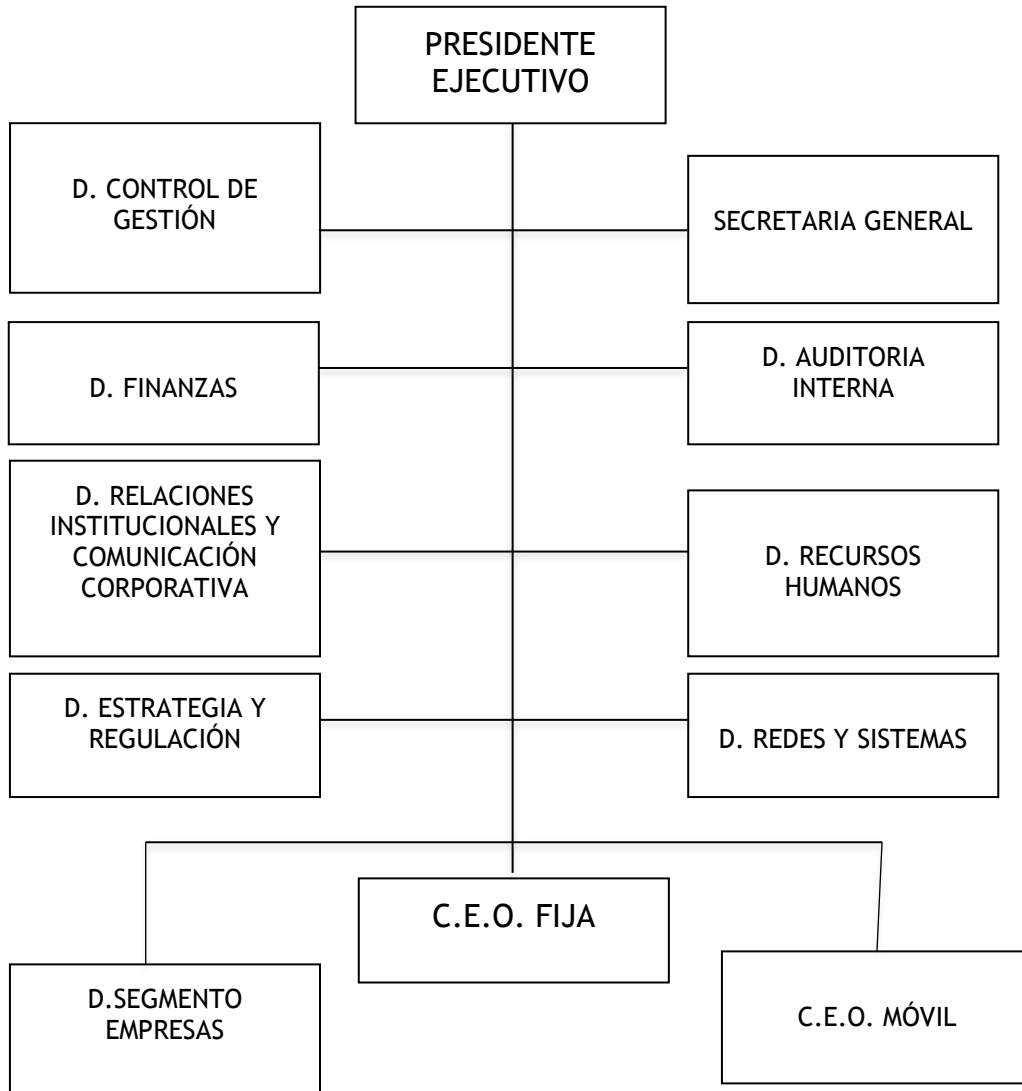 PRESIDENTE
EJECUTIVO
D. CONTROL DE
GESTIÓN
SECRETARIA GENERAL
D. FINANZAS
D. AUDITORIA
INTERNA
D. RELACIONES
INSTITUCIONALES Y
COMUNICACIÓN
CORPORATIVA
D. RECURSOS
HUMANOS
D. ESTRATEGIA Y
REGULACIÓN
D. REDES Y SISTEMAS
C.E.O. FIJA
D.SEGMENTO
EMPRESAS
C.E.O. MÓVIL